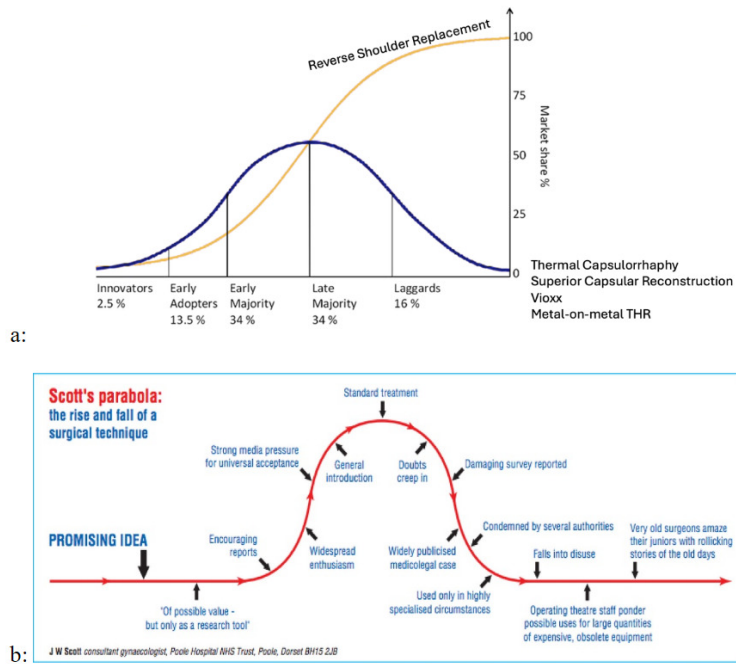 Reverse Shoulder Replacement
100
75
50
25
0
Market share %
Innovators
2.5 %
Early
Adopters
13.5 %
Early
Majority
34 %
Late
Majority
34 %
Laggards
16 %
Thermal Capsulorrhaphy
Superior Capsular Reconstruction
Vioxx
Metal-on-metal THR
a:
Scott's parabola:
the rise and fall of a
surgical technique
PROMISING IDEA
"Of possible value -
but only as a research tool"
Encouraging
reports
Widespread
enthusiasm
Strong media pressure
for universal acceptance
General
introduction
Standard treatment
Doubts
creep in
Damaging survey reported
Widely publicised
medicolegal case
Condemned by several authorities
Used only in highly
specialised circumstances
Falls into disuse
Operating theatre staff ponder
possible uses for large quantities
of expensive, obsolete equipment
Very old surgeons amaze
their juniors with rollicking
stories of the old days
J W Scott consultant gynaecologist, Poole Hospital NHS Trust, Poole, Dorset BH15 2JB
b: